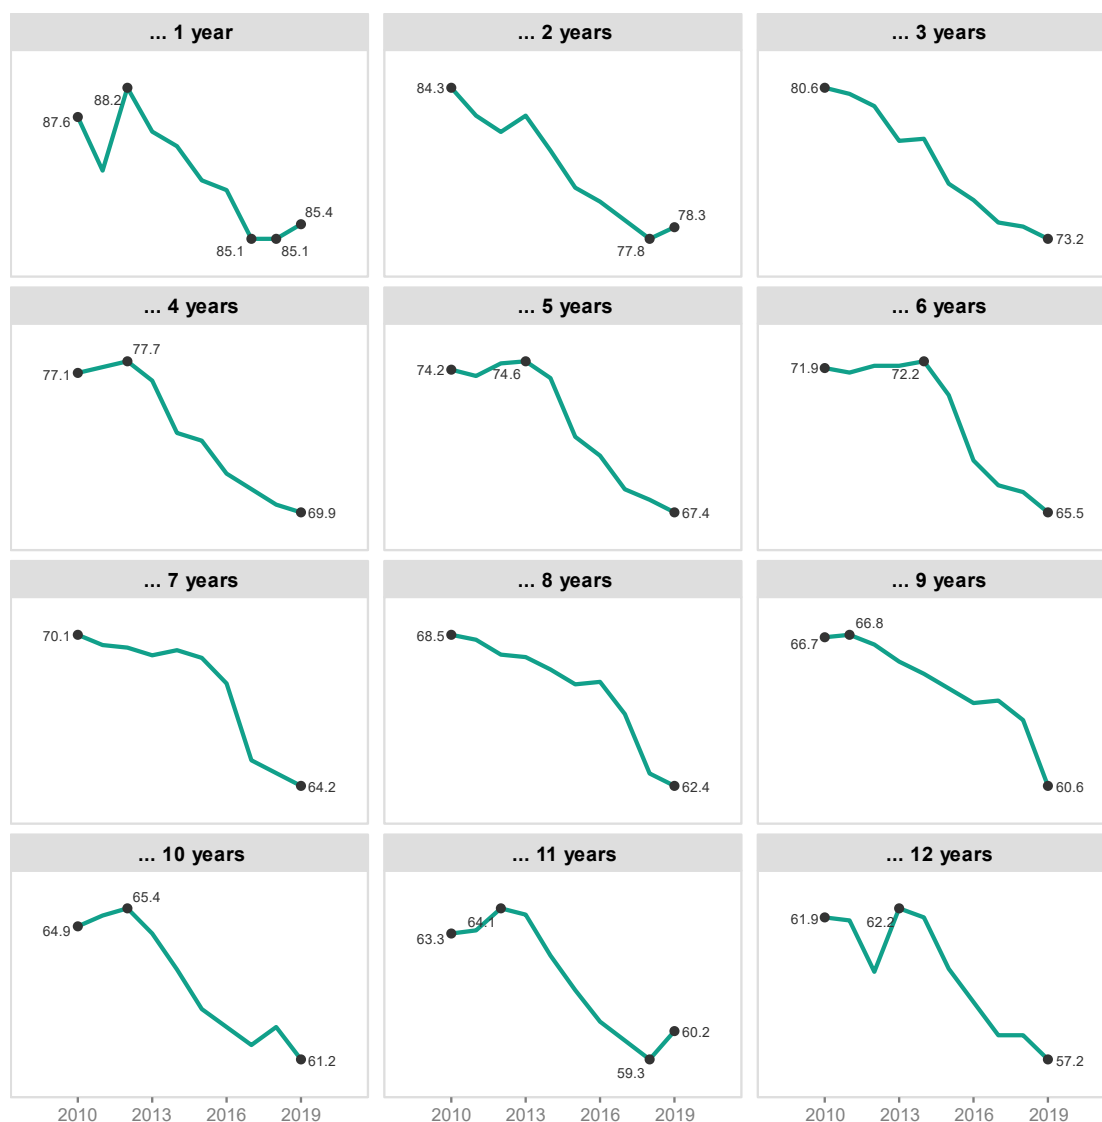 ... 1 year
88.2
87.6
85.4
85.1
85.1
... 2 years
84.3
78.3
77.8
... 3 years
80.6
73.2
... 4 years
77.7
77.1
69.9
... 5 years
74.2
74.6
67.4
... 6 years
71.9
72.2
65.5
... 7 years
70.1
64.2
... 8 years
68.5
62.4
... 9 years
66.8
66.7
60.6
... 10 years
65.4
64.9
61.2
... 11 years
64.1
63.3
60.2
59.3
... 12 years
61.9
62.2
57.2
2010 2013 2016 2019
2010 2013 2016 2019
2010 2013 2016 2019